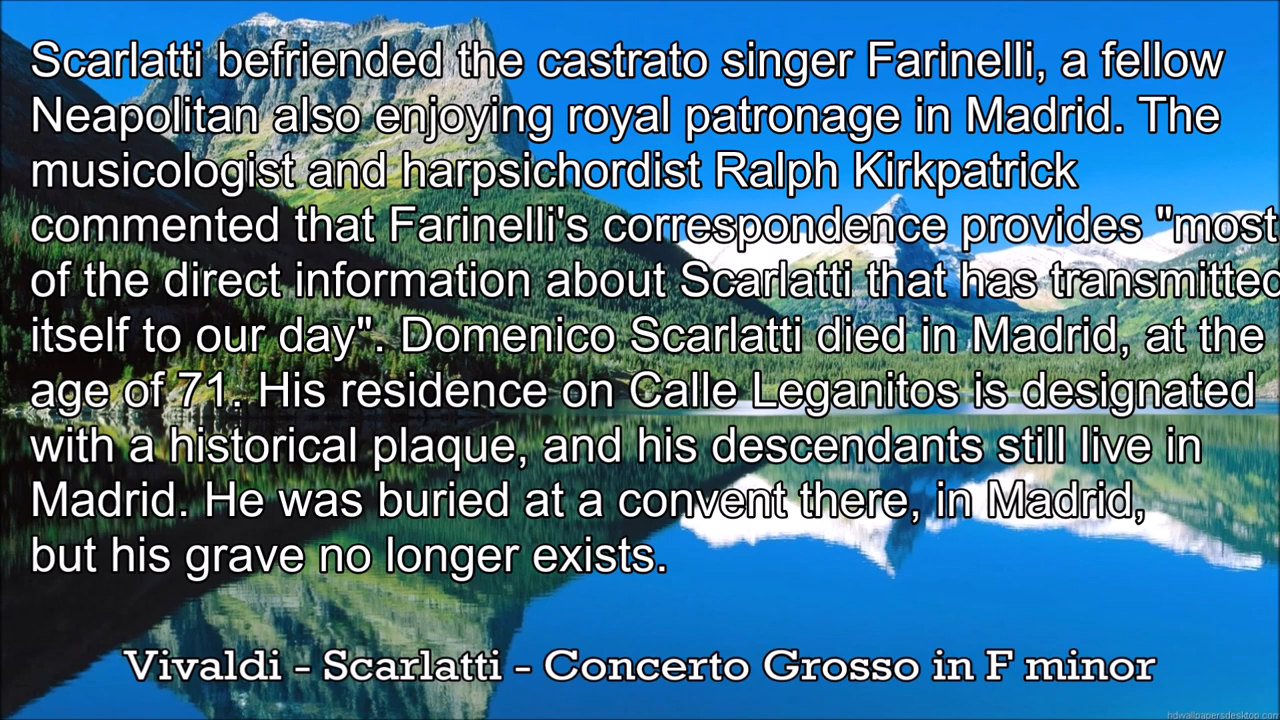 Scarlatti befriended the castrato singer Farinelli, a fellow
Neapolitan also enjoying royal patronage in Madrid. The
musicologist and harpsichordist Ralph Kirkpatrick
commented that Farinelli's correspondence provides "most
of the direct information about Scarlatti that has transmitted
itself to our day". Domenico Scarlatti died in Madrid, at the
age of 71. His residence on Calle Leganitos is designated
with a historical plaque, and his descendants still live in
Madrid. He was buried at a convent there, in Madrid,
but his grave no longer exists.
Vivaldi - Scarlatti - Concerto Grosso in F minor
hdwallpapersdesktop.com